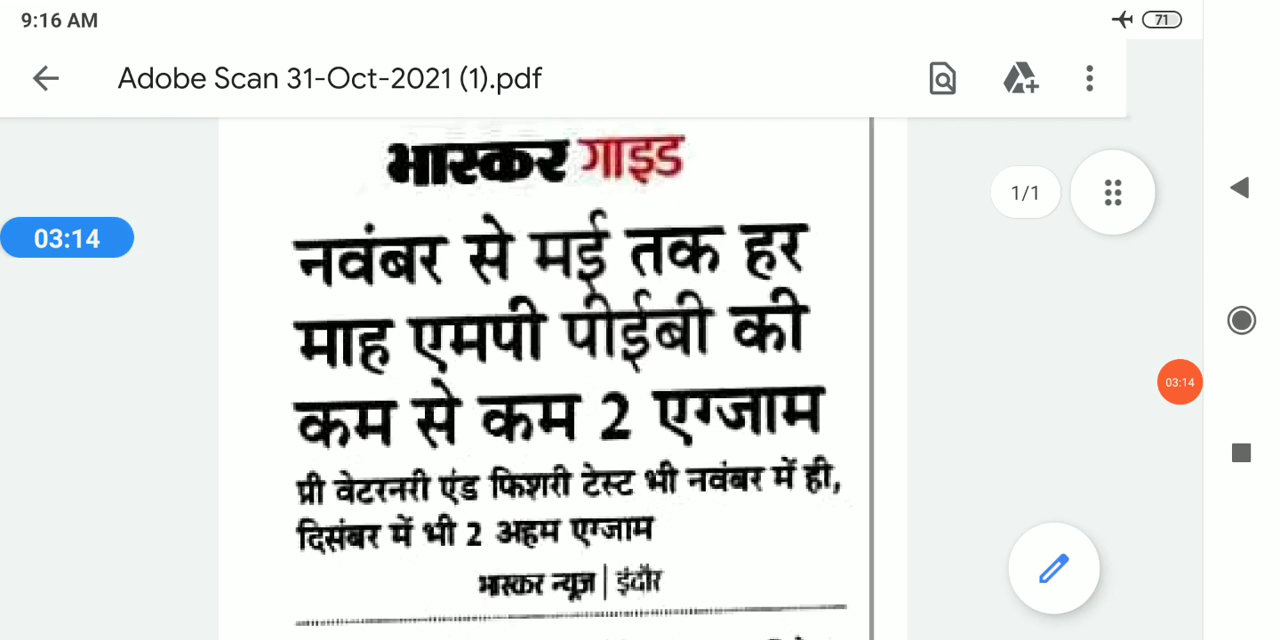 9:16 AM
71
Adobe Scan 31-Oct-2021 (1).pdf
भास्कर गाइड
1/1
03:14
नवंबर से मई तक हर
माह एमपी पीईबी की
03:14
कम से कम 2 एग्जाम
प्री वेटरनरी एंड फिशरी टेस्ट भी नवंबर में ही,
दिसंबर में भी 2 अहम एग्जाम
भास्कर न्यूज | इंदौर